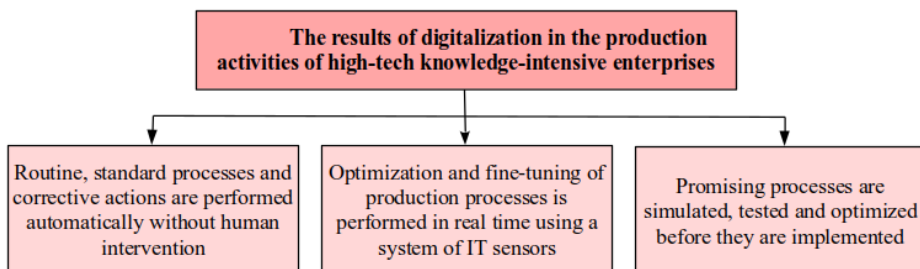 The results of digitalization in the production
activities of high-tech knowledge-intensive enterprises
Routine, standard processes and
corrective actions are performed
automatically without human
intervention
Optimization and fine-tuning of
production processes is
performed in real time using a
system of IT sensors
Promising processes are
simulated, tested and optimized
before they are implemented